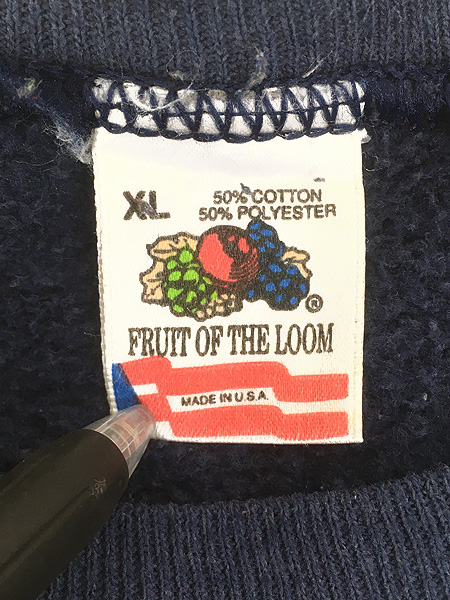 XL
50% COTTON
50% POLYESTER
®
FRUIT OF THE LOOM
MADE IN U.S.A.